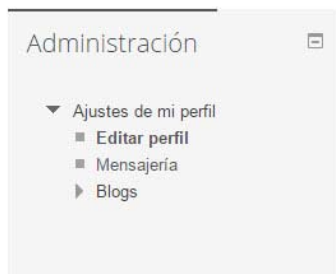 Administración
Ajustes de mi perfil
Editar perfil
Mensajería
Blogs